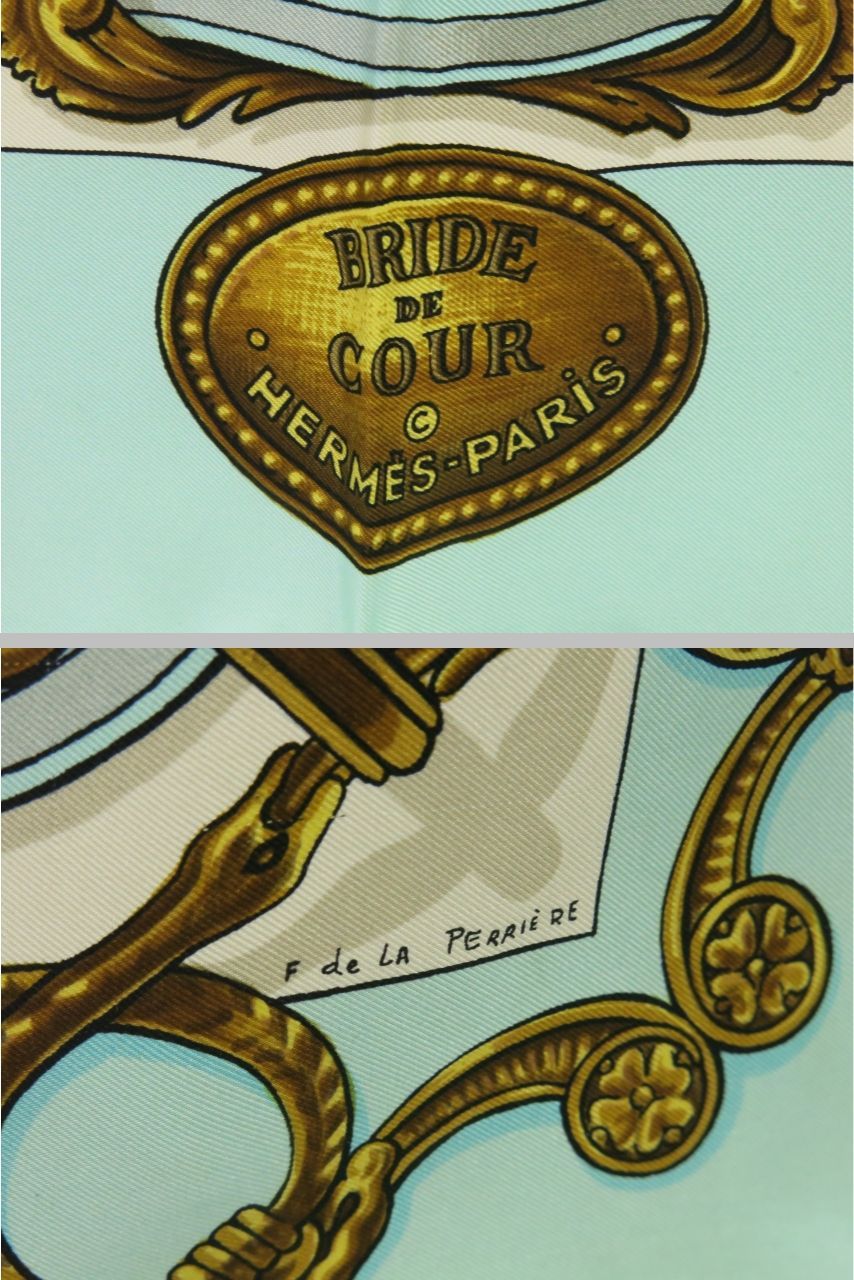 BRIDE
DE
COUR
©
HERMÈS-PARIS
F de LA PERRIÈRE